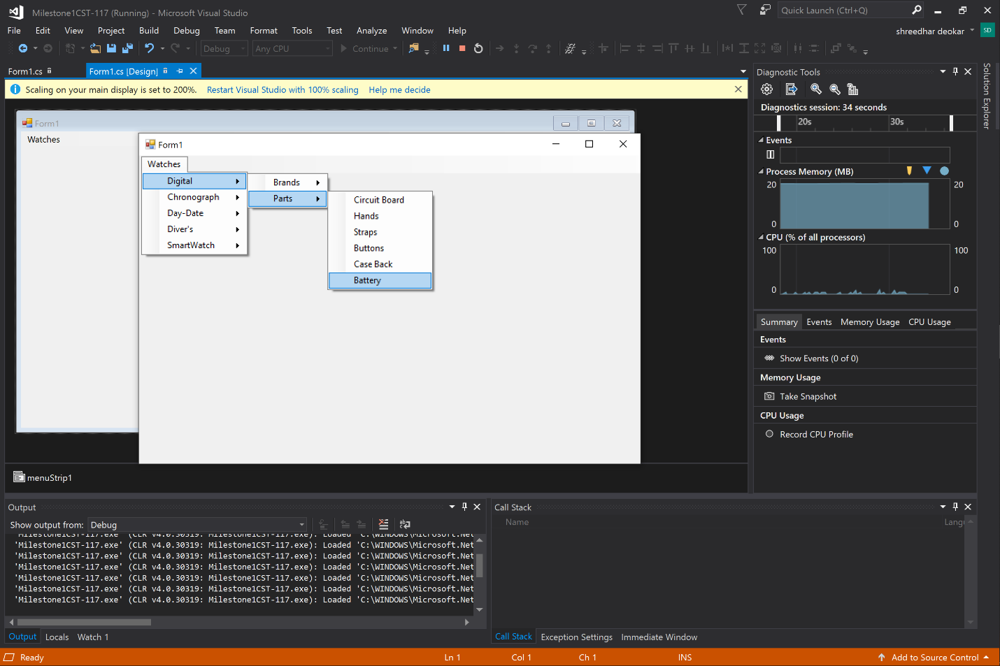 Milestone1CST-117 (Running) - Microsoft Visual Studio
Quick Launch (Ctrl+Q)
File Edit View Project Build Debug Team Format Tools Test Analyze Window Help
shreedhar deokar
SD
Debug
Any CPU
Continue
Form1.cs
Form1.cs [Design]
Scaling on your main display is set to 200%. Restart Visual Studio with 100% scaling Help me decide
Form1
Watches
Form1
Watches
Digital
Chronograph
Day-Date
Diver's
SmartWatch
Brands
Parts
Circuit Board
Hands
Straps
Buttons
Case Back
Battery
menuStrip1
Diagnostic Tools
Diagnostics session: 34 seconds
20s 30s
Events
Process Memory (MB)
20 20
0 0
CPU (% of all processors)
100 100
0 0
Summary Events Memory Usage CPU Usage
Events
Show Events (0 of 0)
Memory Usage
Take Snapshot
CPU Usage
Record CPU Profile
Solution Explorer
Output
Show output from: Debug
'Milestone1CST-117.exe' (CLR v4.0.30319: Milestone1CST-117.exe): Loaded 'C:\WINDOWS\Microsoft.Net
'Milestone1CST-117.exe' (CLR v4.0.30319: Milestone1CST-117.exe): Loaded 'C:\WINDOWS\Microsoft.Net
'Milestone1CST-117.exe' (CLR v4.0.30319: Milestone1CST-117.exe): Loaded 'C:\WINDOWS\Microsoft.Net
'Milestone1CST-117.exe' (CLR v4.0.30319: Milestone1CST-117.exe): Loaded 'C:\WINDOWS\Microsoft.Net
'Milestone1CST-117.exe' (CLR v4.0.30319: Milestone1CST-117.exe): Loaded 'C:\WINDOWS\Microsoft.Net
'Milestone1CST-117.exe' (CLR v4.0.30319: Milestone1CST-117.exe): Loaded 'C:\WINDOWS\Microsoft.Net
'Milestone1CST-117.exe' (CLR v4.0.30319: Milestone1CST-117.exe): Loaded 'C:\WINDOWS\Microsoft.Net
Output Locals Watch 1
Call Stack
Name Langu
Call Stack Exception Settings Immediate Window
Ready
Ln 1 Col 1 Ch 1 INS
Add to Source Control